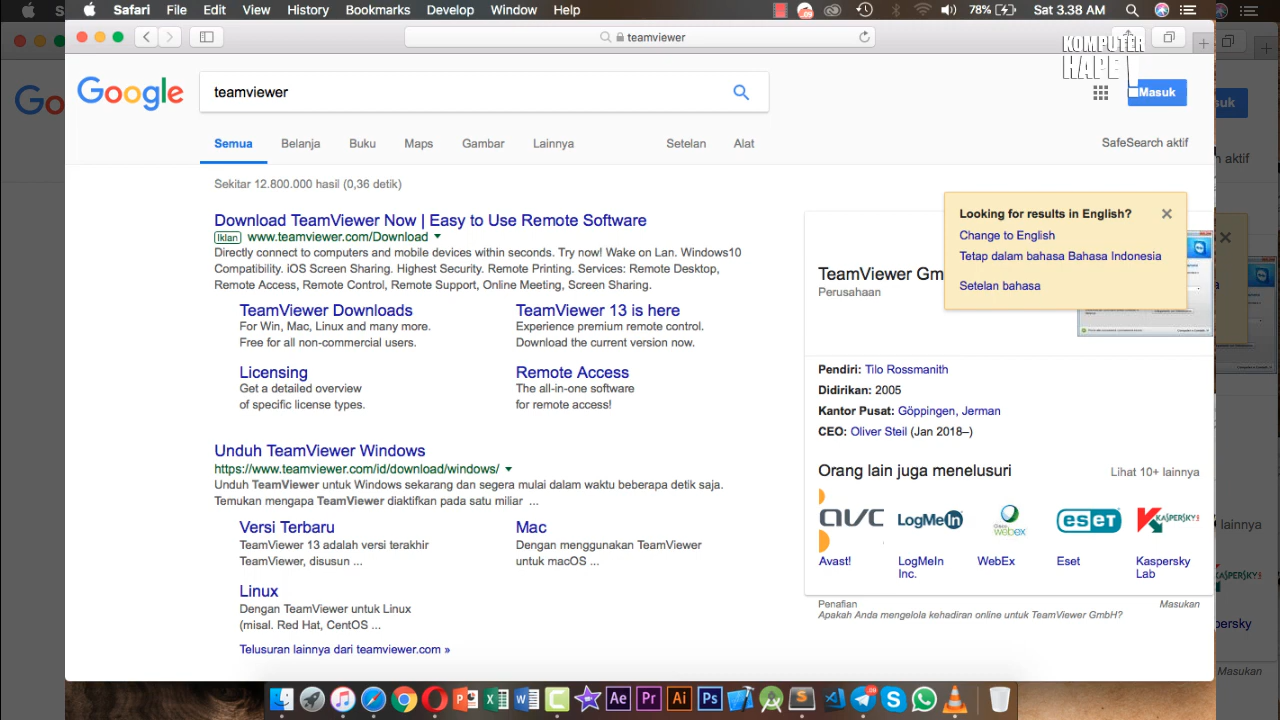 Safari File Edit View History Bookmarks Develop Window Help 78% Sat 3.38 AM
teamviewer
KOMPUTER
HAPE!
Google
teamviewer
Masuk
Semua Belanja Buku Maps Gambar Lainnya Setelan Alat SafeSearch aktif
Sekitar 12.800.000 hasil (0,36 detik)
Download TeamViewer Now | Easy to Use Remote Software
Iklan www.teamviewer.com/Download
Directly connect to computers and mobile devices within seconds. Try now! Wake on Lan. Windows10
Compatibility. iOS Screen Sharing. Highest Security. Remote Printing. Services: Remote Desktop,
Remote Access, Remote Control, Remote Support, Online Meeting, Screen Sharing.
TeamViewer Downloads
For Win, Mac, Linux and many more.
Free for all non-commercial users.
TeamViewer 13 is here
Experience premium remote control.
Download the current version now.
Licensing
Get a detailed overview
of specific license types.
Remote Access
The all-in-one software
for remote access!
Unduh TeamViewer Windows
https://www.teamviewer.com/id/download/windows/
Unduh TeamViewer untuk Windows sekarang dan segera mulai dalam waktu beberapa detik saja.
Temukan mengapa TeamViewer diaktifkan pada satu miliar ...
Versi Terbaru
TeamViewer 13 adalah versi terakhir
TeamViewer, disusun ...
Mac
Dengan menggunakan TeamViewer
untuk macOS ...
Linux
Dengan TeamViewer untuk Linux
(misal. Red Hat, CentOS ...
Telusuran lainnya dari teamviewer.com »
Looking for results in English?
Change to English
Tetap dalam bahasa Bahasa Indonesia
Setelan bahasa
TeamViewer Gm
Perusahaan
Pendiri: Tilo Rossmanith
Didirikan: 2005
Kantor Pusat: Göppingen, Jerman
CEO: Oliver Steil (Jan 2018–)
Orang lain juga menelusuri
Lihat 10+ lainnya
avc LogMeIn webex eset KASPERSKY
Avast! LogMeIn WebEx Eset Kaspersky
Inc. Lab
Penafian Masukan
Apakah Anda mengelola kehadiran online untuk TeamViewer GmbH?
Go
suk
aktif
lainnya
ERSKY
ersky
Masukan
Ae Pr Ai Ps